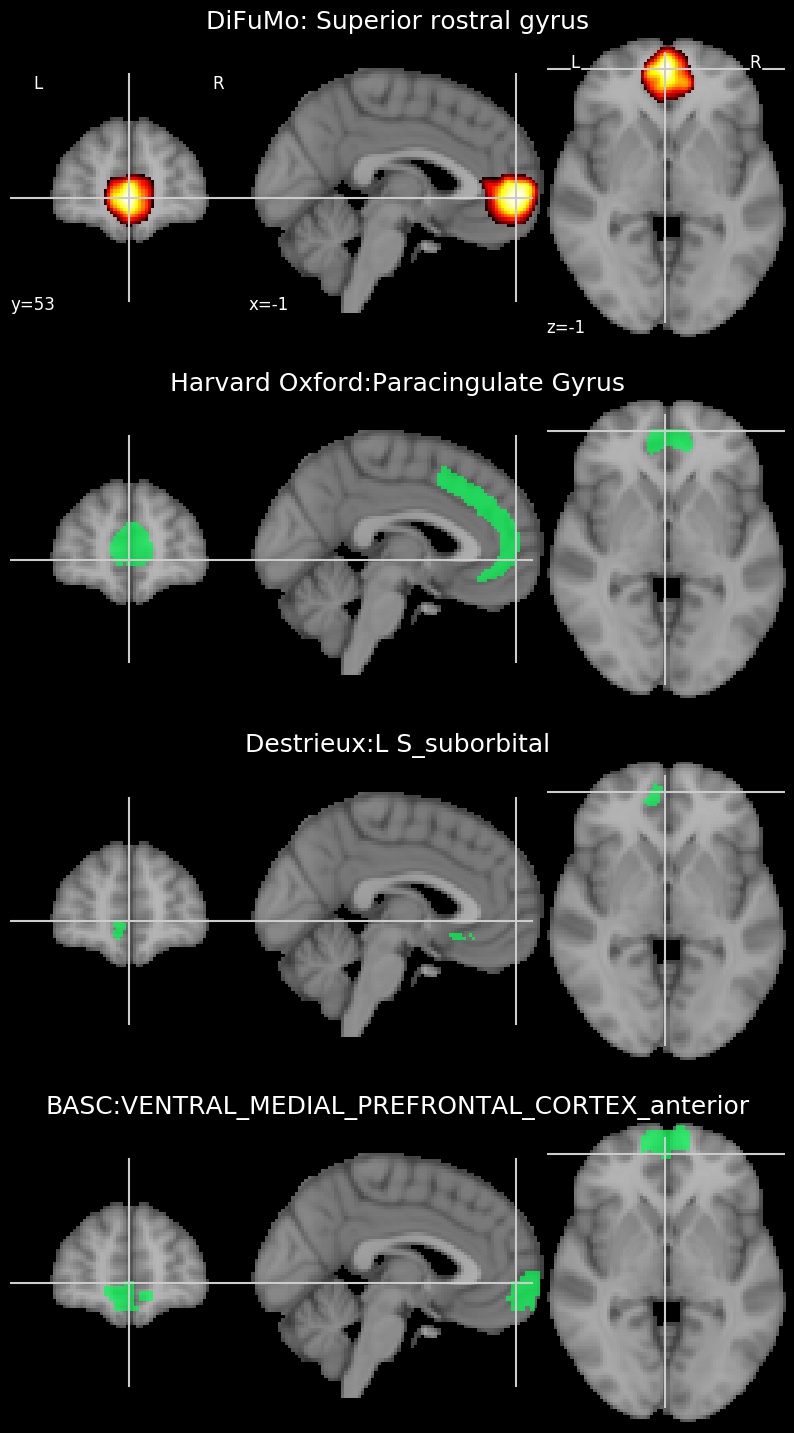 DiFuMo: Superior rostral gyrus
L R L R
y=53 x=-1 z=-1
Harvard Oxford:Paracingulate Gyrus
Destrieux:L S_suborbital
BASC:VENTRAL_MEDIAL_PREFRONTAL_CORTEX_anterior